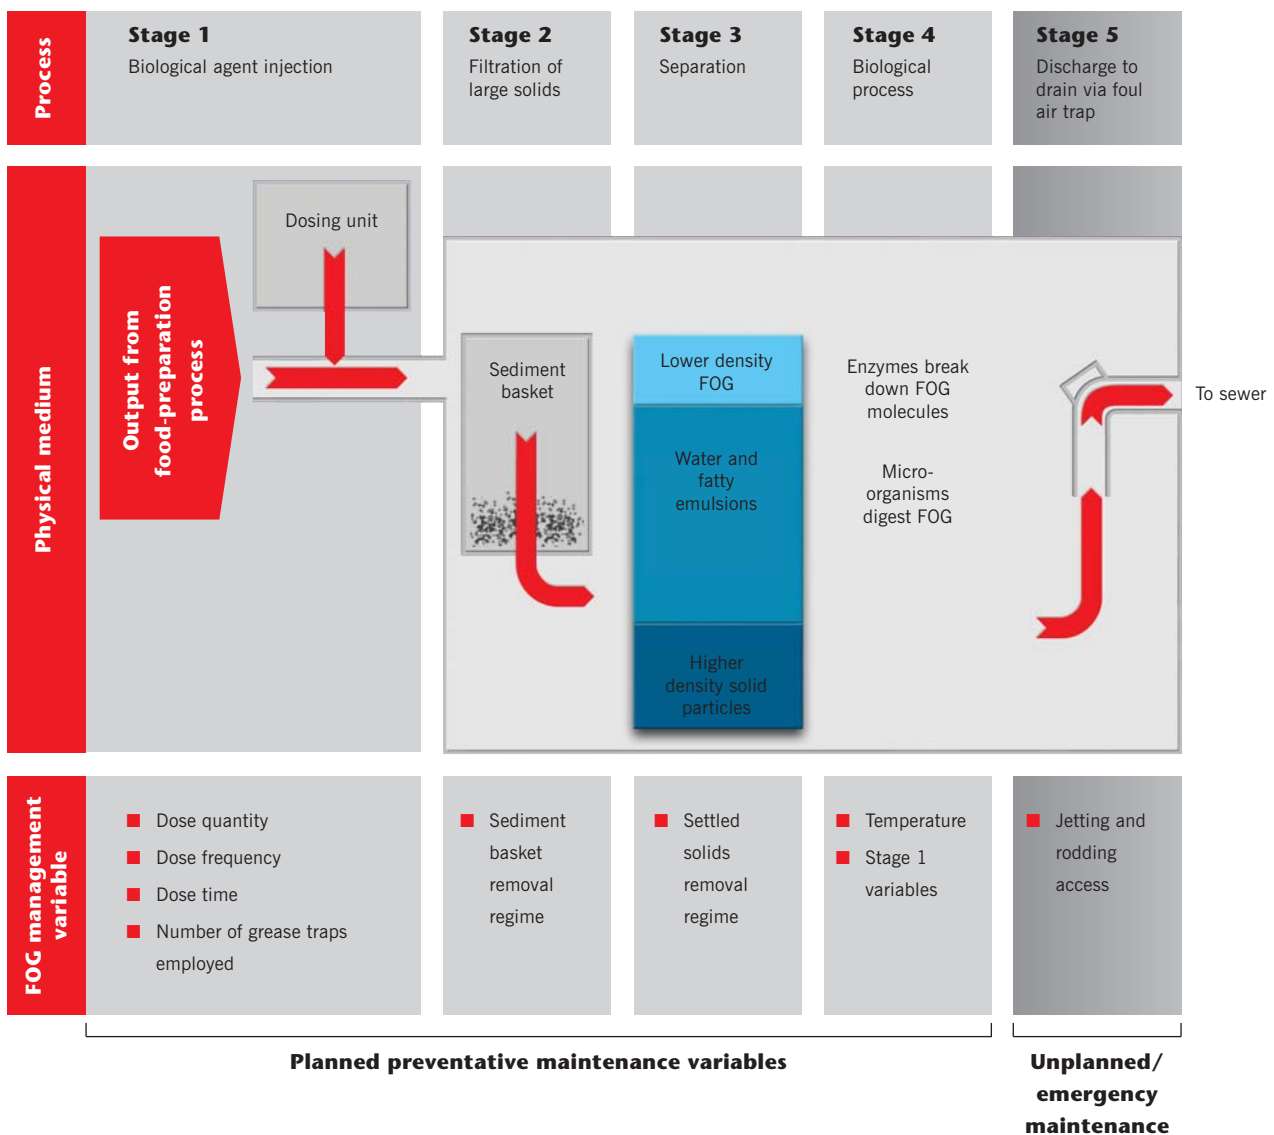 Process
Stage 1
Biological agent injection
Stage 2
Filtration of
large solids
Stage 3
Separation
Stage 4
Biological
process
Stage 5
Discharge to
drain via foul
air trap
Physical medium
Output from
food-preparation
process
Dosing unit
Sediment
basket
Lower density
FOG
Water and
fatty
emulsions
Higher
density solid
particles
Enzymes break
down FOG
molecules
Micro-
organisms
digest FOG
To sewer
FOG management
variable
Dose quantity
Dose frequency
Dose time
Number of grease traps
employed
Sediment
basket
removal
regime
Settled
solids
removal
regime
Temperature
Stage 1
variables
Jetting and
rodding
access
Planned preventative maintenance variables
Unplanned/
emergency
maintenance